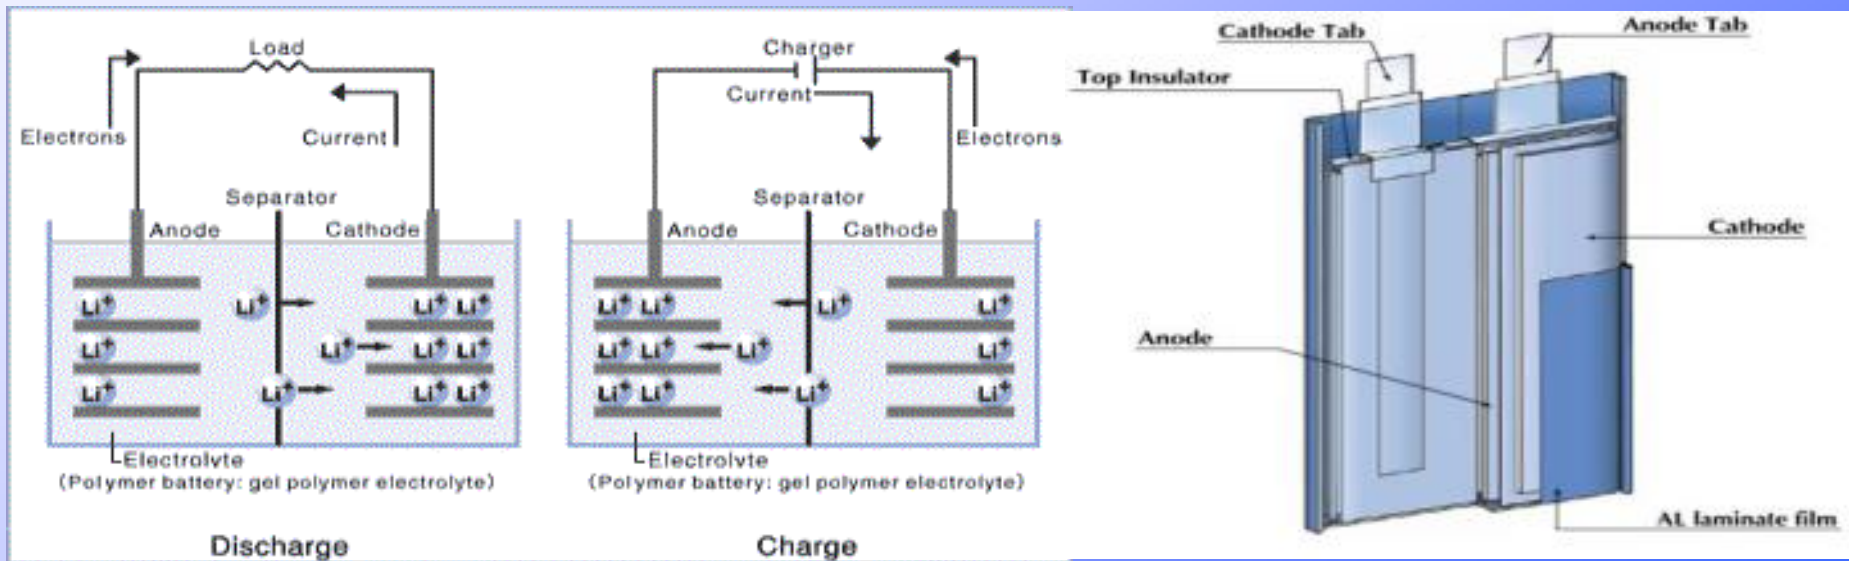 Load
Electrons
Current
Separator
Anode
Cathode
Li+
Li+
Li+
Li+
Li+
Li+
Li+
Li+
Li+
Li+
Li+
Li+
Electrolyte
(Polymer battery: gel polymer electrolyte)
Discharge
Charger
Current
Electrons
Separator
Anode
Cathode
Li+
Li+
Li+
Li+
Li+
Li+
Li+
Li+
Li+
Li+
Li+
Li+
Electrolyte
(Polymer battery: gel polymer electrolyte)
Charge
Cathode Tab
Anode Tab
Top Insulator
Cathode
Anode
AL laminate film